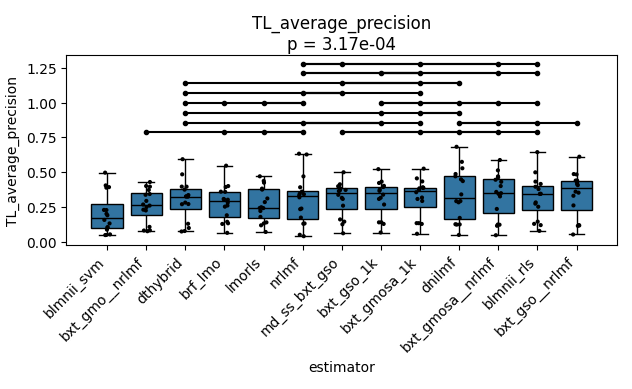 TL_average_precision
p = 3.17e-04
TL_average_precision
1.25
1.00
0.75
0.50
0.25
0.00
blmnii_svm
bxt_gmo__nrlmf
dthybrid
brf_lmo
lmorls
nrlmf
md_ss_bxt_gso
bxt_gso_1k
bxt_gmosa_1k
dnilmf
bxt_gmosa__nrlmf
blmnii_rls
bxt_gso__nrlmf
estimator